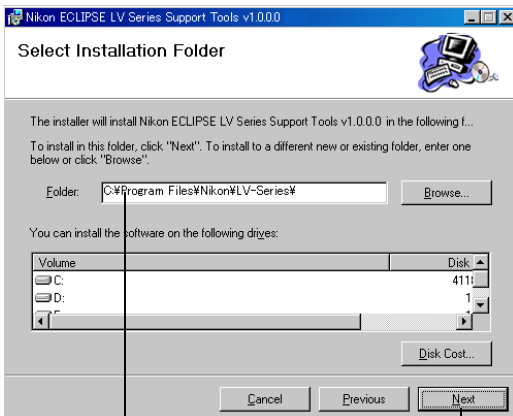 Nikon ECLIPSE LV Series Support Tools v1.0.0.0
Select Installation Folder
The installer will install Nikon ECLIPSE LV Series Support Tools v1.0.0.0 in the following f...
To install in this folder, click "Next". To install to a different new or existing folder, enter one
below or click "Browse".
Folder: C:¥Program Files¥Nikon¥LV-Series¥ Browse...
You can install the software on the following drives:
Volume Disk
C: 411
D: 1
Disk Cost...
Cancel Previous Next